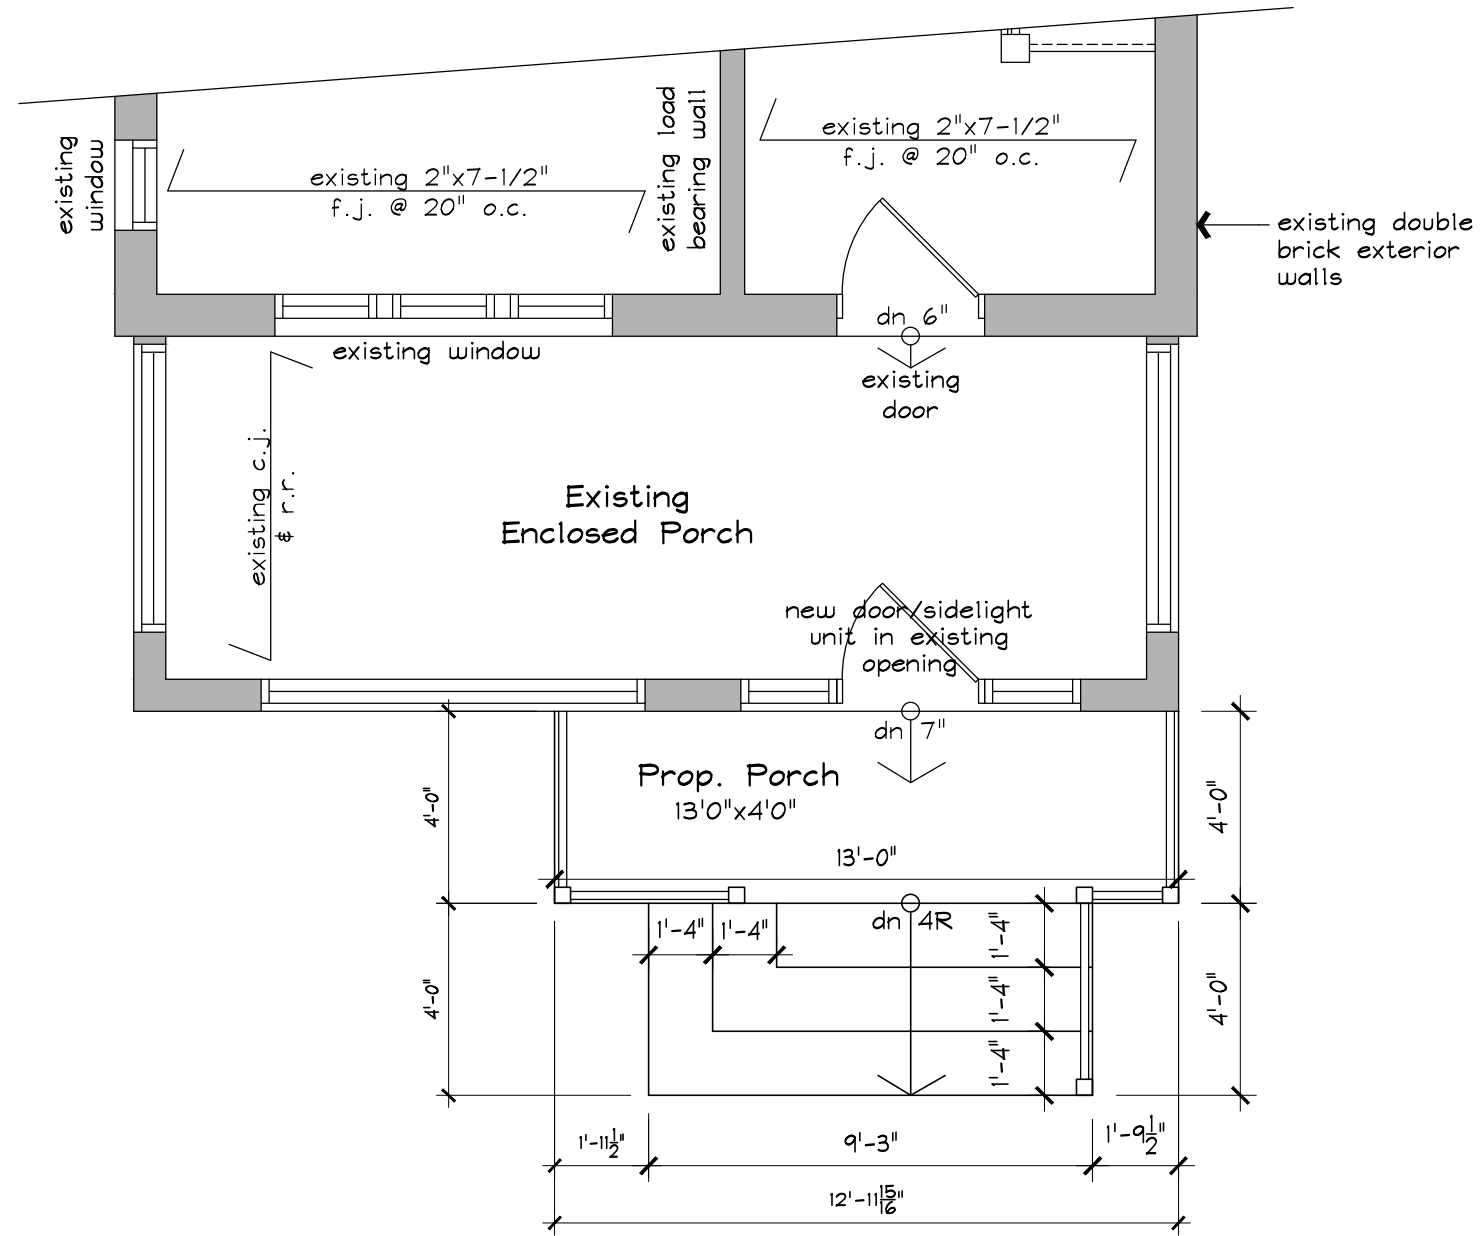 existing
window
existing 2"x7-1/2"
f.j. @ 20" o.c.
existing load
bearing wall
existing 2"x7-1/2"
f.j. @ 20" o.c.
existing double
brick exterior
walls
existing window
dn 6"
existing
door
existing c.j.
& r.r.
Existing
Enclosed Porch
new door/sidelight
unit in existing
opening
dn 7"
Prop. Porch
13'0"x4'0"
13'-0"
4'-0"
4'-0"
dn 4R
1'-4"
1'-4"
1'-4"
1'-4"
1'-4"
4'-0"
4'-0"
1'-11 1/2"
9'-3"
1'-9 1/2"
12'-11 15/16"